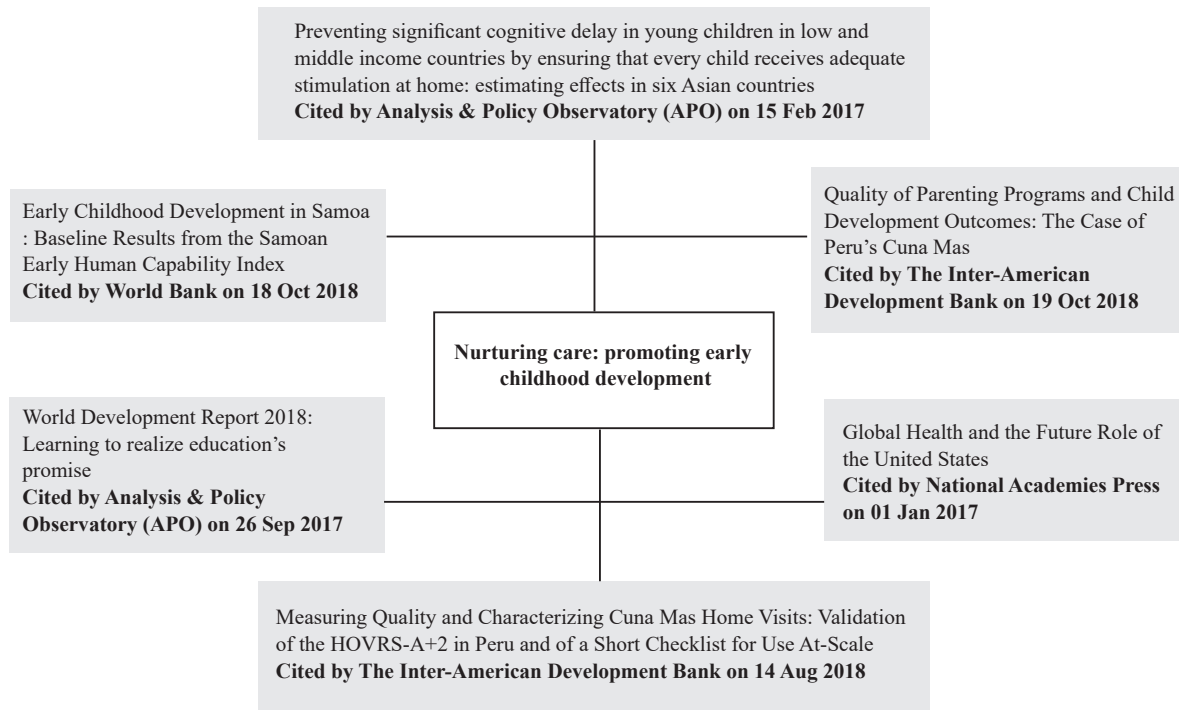 Preventing significant cognitive delay in young children in low and
middle income countries by ensuring that every child receives adequate
stimulation at home: estimating effects in six Asian countries
Cited by Analysis & Policy Observatory (APO) on 15 Feb 2017
Early Childhood Development in Samoa
: Baseline Results from the Samoan
Early Human Capability Index
Cited by World Bank on 18 Oct 2018
Quality of Parenting Programs and Child
Development Outcomes: The Case of
Peru's Cuna Mas
Cited by The Inter-American
Development Bank on 19 Oct 2018
Nurturing care: promoting early
childhood development
World Development Report 2018:
Learning to realize education's
promise
Cited by Analysis & Policy
Observatory (APO) on 26 Sep 2017
Global Health and the Future Role of
the United States
Cited by National Academies Press
on 01 Jan 2017
Measuring Quality and Characterizing Cuna Mas Home Visits: Validation
of the HOVRS-A+2 in Peru and of a Short Checklist for Use At-Scale
Cited by The Inter-American Development Bank on 14 Aug 2018